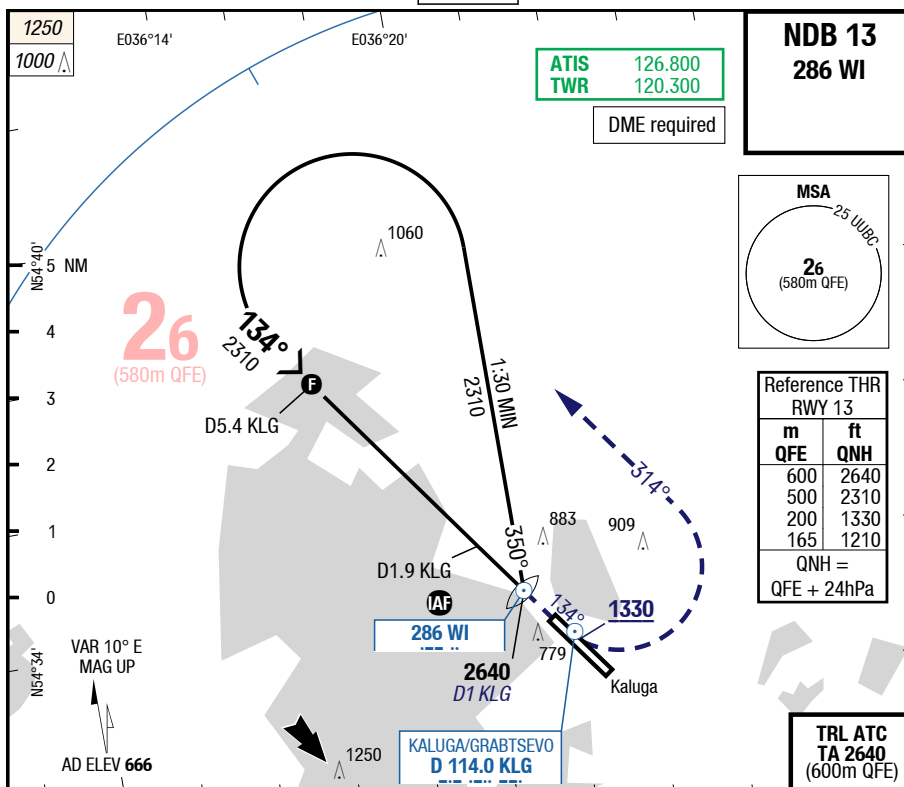 1250
1000
E036°14'
E036°20'
ATIS 126.800
TWR 120.300
DME required
NDB 13
286 WI
MSA
25 UUBC
26
(580m QFE)
1060
N54°40'
5 NM
4
3
2
1
0
26
(580m QFE)
134°
2310
F
D5.4 KLG
1:30 MIN
2310
350°
314°
883
909
D1.9 KLG
IAF
286 WI
134°
1330
779
2640
D1 KLG
Kaluga
Reference THR
RWY 13
m ft
QFE QNH
600 2640
500 2310
200 1330
165 1210
QNH =
QFE + 24hPa
N54°34'
VAR 10° E
MAG UP
AD ELEV 666
1250
KALUGA/GRABTSEVO
D 114.0 KLG
TRL ATC
TA 2640
(600m QFE)